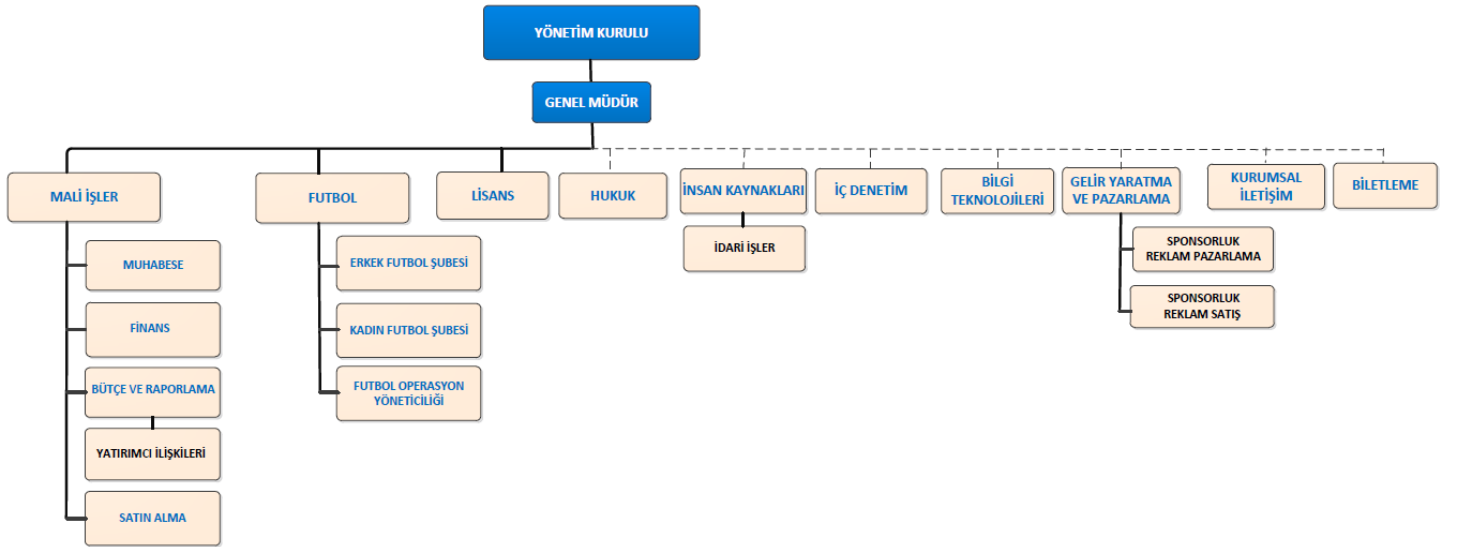 YÖNETİM KURULU
GENEL MÜDÜR
MALİ İŞLER
FUTBOL
LİSANS
HUKUK
İNSAN KAYNAKLARI
İÇ DENETİM
BİLGİ
TEKNOLOJİLERİ
GELİR YARATMA
VE PAZARLAMA
KURUMSAL
İLETİŞİM
BİLETLEME
MUHABESE
FİNANS
BÜTÇE VE RAPORLAMA
YATIRIMCI İLİŞKİLERİ
SATIN ALMA
ERKEK FUTBOL ŞUBESİ
KADIN FUTBOL ŞUBESİ
FUTBOL OPERASYON
YÖNETİCİLİĞİ
İDARİ İŞLER
SPONSORLUK
REKLAM PAZARLAMA
SPONSORLUK
REKLAM SATIŞ